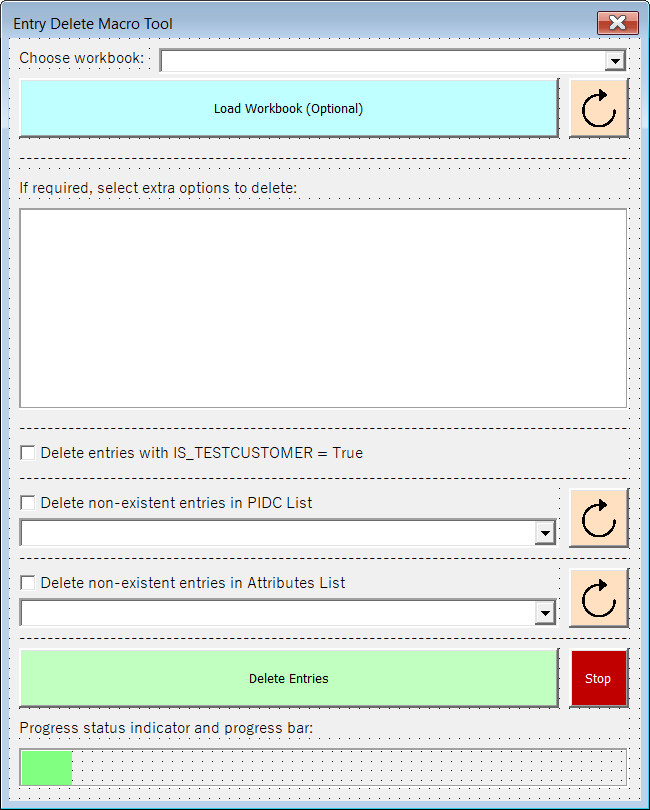 Entry Delete Macro Tool
Choose workbook:
Load Workbook (Optional)
If required, select extra options to delete:
Delete entries with IS_TESTCUSTOMER = True
Delete non-existent entries in PIDC List
Delete non-existent entries in Attributes List
Delete Entries
Stop
Progress status indicator and progress bar: